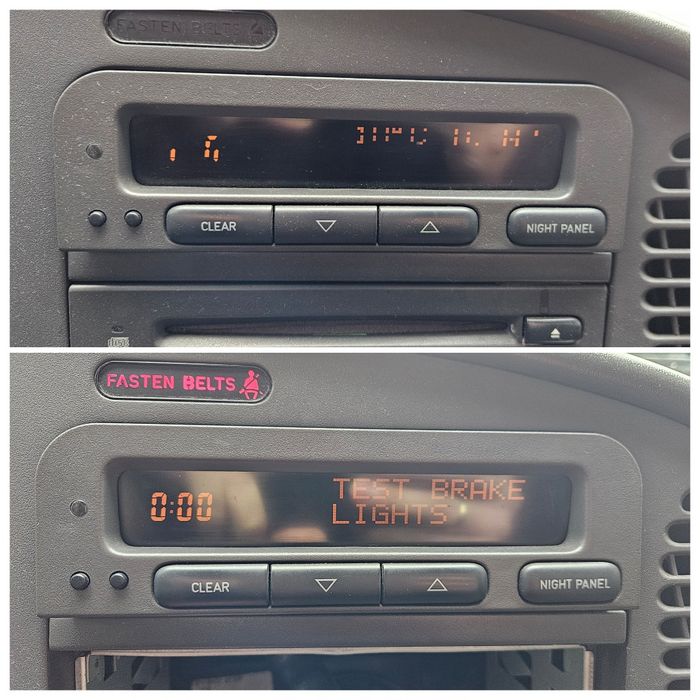 FASTEN BELTS
CLEAR
NIGHT PANEL
FASTEN BELTS
0:00
TEST BRAKE
LIGHTS
CLEAR
NIGHT PANEL